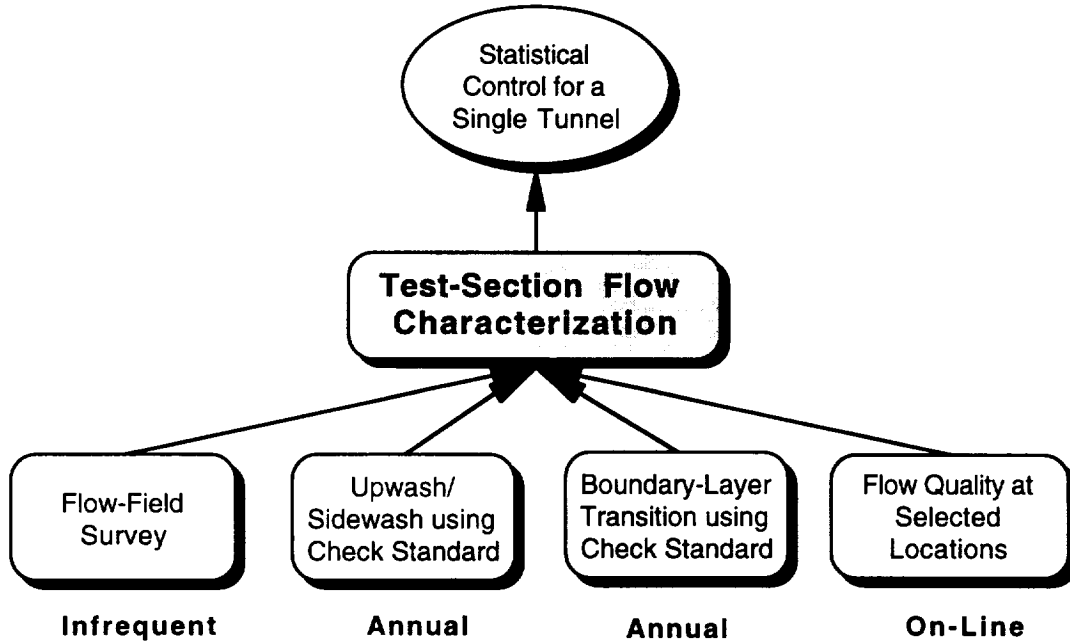 Statistical
Control for a
Single Tunnel
Test-Section Flow
Characterization
Flow-Field
Survey
Upwash/
Sidewash using
Check Standard
Boundary-Layer
Transition using
Check Standard
Flow Quality at
Selected
Locations
Infrequent
Annual
Annual
On-Line